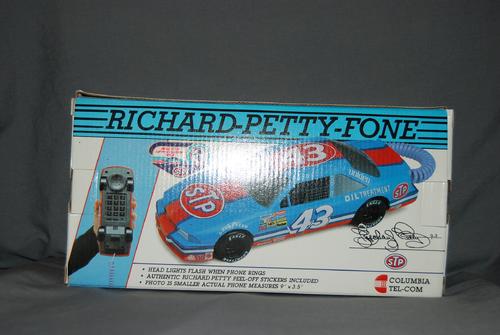 RICHARD-PETTY-FONE
43
STP
OIL TREATMENT
STP
43
• HEAD LIGHTS FLASH WHEN PHONE RINGS
• AUTHENTIC RICHARD PETTY PEEL-OFF STICKERS INCLUDED
• PHOTO IS SMALLER ACTUAL PHONE MEASURES 9" x 3.5"
STP
COLUMBIA
TEL-COM